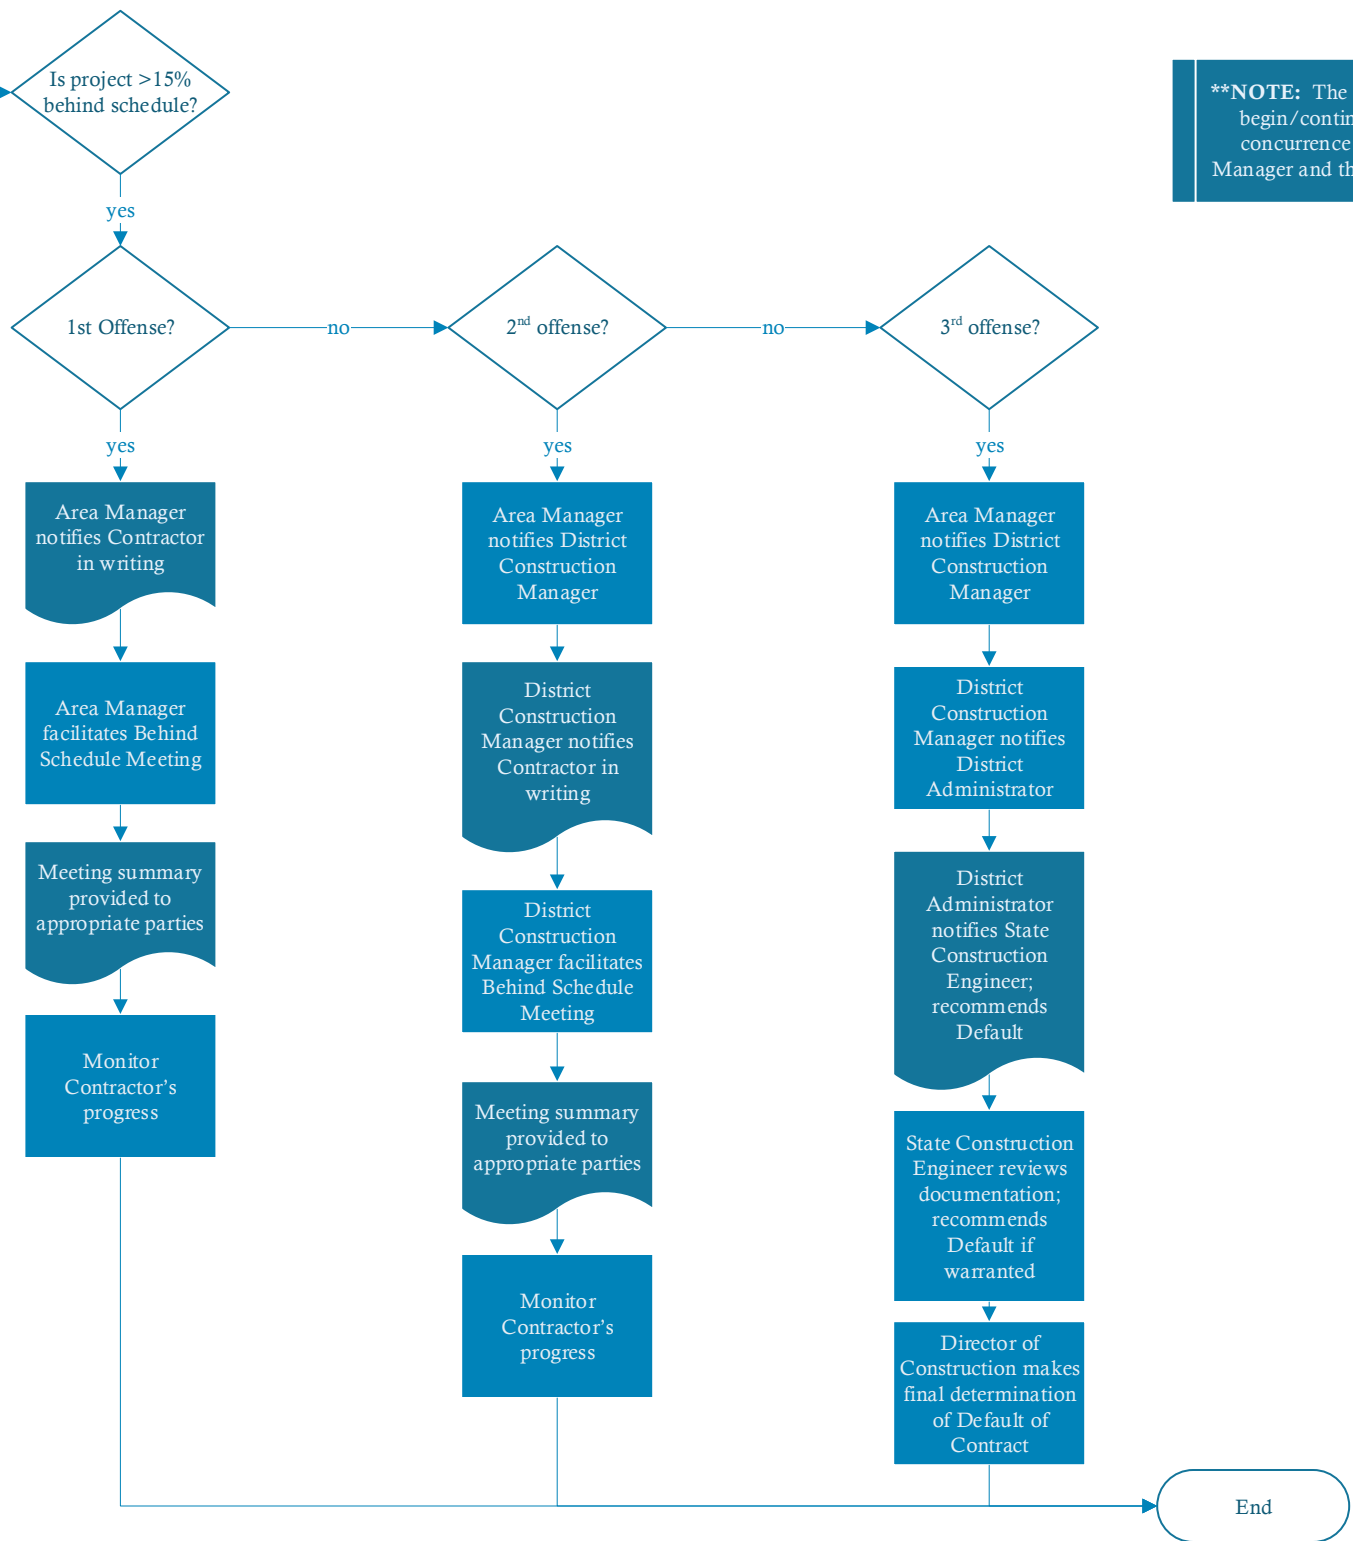 Is project >15%
behind schedule?
**NOTE: The
begin/contin
concurrence
Manager and th
yes
1st Offense?
no
2nd offense?
no
3rd offense?
yes
yes
yes
Area Manager
notifies Contractor
in writing
Area Manager
facilitates Behind
Schedule Meeting
Meeting summary
provided to
appropriate parties
Monitor
Contractor's
progress
Area Manager
notifies District
Construction
Manager
District
Construction
Manager notifies
Contractor in
writing
District
Construction
Manager facilitates
Behind Schedule
Meeting
Meeting summary
provided to
appropriate parties
Monitor
Contractor's
progress
Area Manager
notifies District
Construction
Manager
District
Construction
Manager notifies
District
Administrator
District
Administrator
notifies State
Construction
Engineer;
recommends
Default
State Construction
Engineer reviews
documentation;
recommends
Default if
warranted
Director of
Construction makes
final determination
of Default of
Contract
End